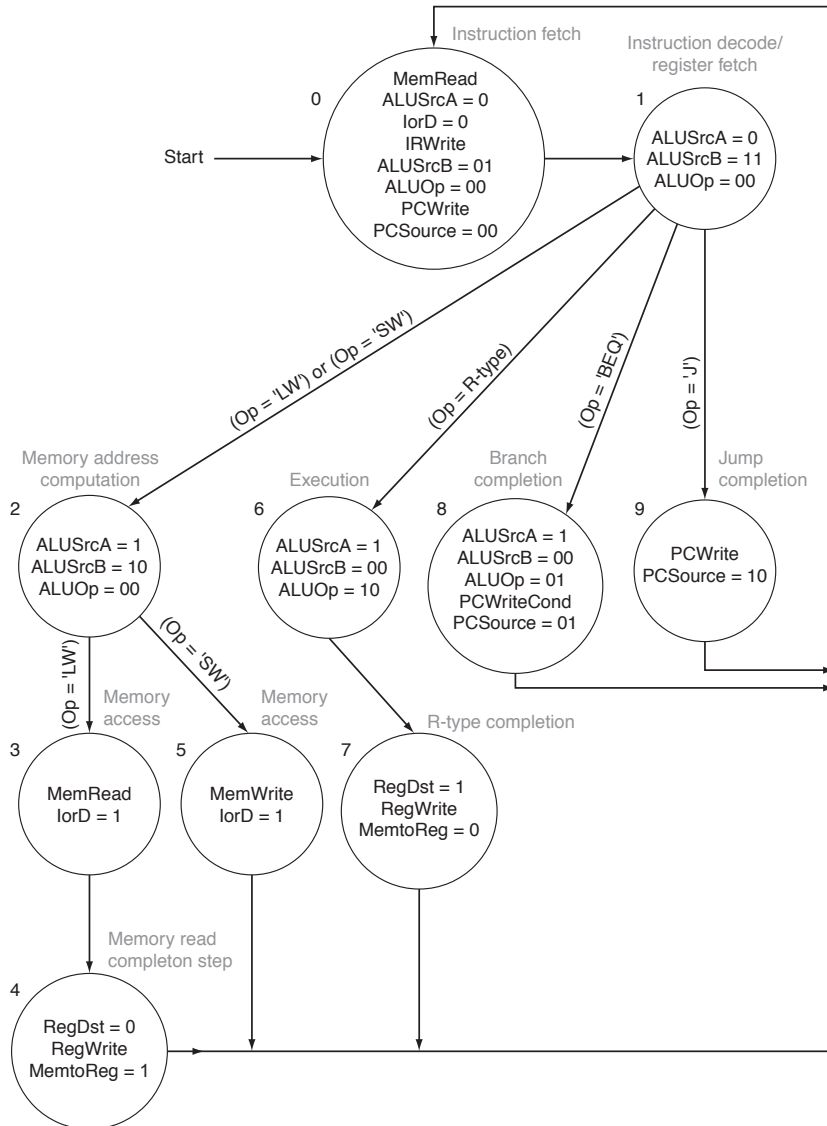 Instruction fetch
Instruction decode/
register fetch
0
MemRead
ALUSrcA = 0
IorD = 0
IRWrite
ALUSrcB = 01
ALUOp = 00
PCWrite
PCSource = 00
1
ALUSrcA = 0
ALUSrcB = 11
ALUOp = 00
Start
(Op = 'LW') or (Op = 'SW')
(Op = R-type)
(Op = 'BEQ')
(Op = 'J')
Memory address
computation
2
ALUSrcA = 1
ALUSrcB = 10
ALUOp = 00
Execution
6
ALUSrcA = 1
ALUSrcB = 00
ALUOp = 10
Branch
completion
8
ALUSrcA = 1
ALUSrcB = 00
ALUOp = 01
PCWriteCond
PCSource = 01
Jump
completion
9
PCWrite
PCSource = 10
(Op = 'LW')
(Op = 'SW')
Memory
access
3
MemRead
IorD = 1
Memory
access
5
MemWrite
IorD = 1
R-type completion
7
RegDst = 1
RegWrite
MemtoReg = 0
Memory read
completon step
4
RegDst = 0
RegWrite
MemtoReg = 1